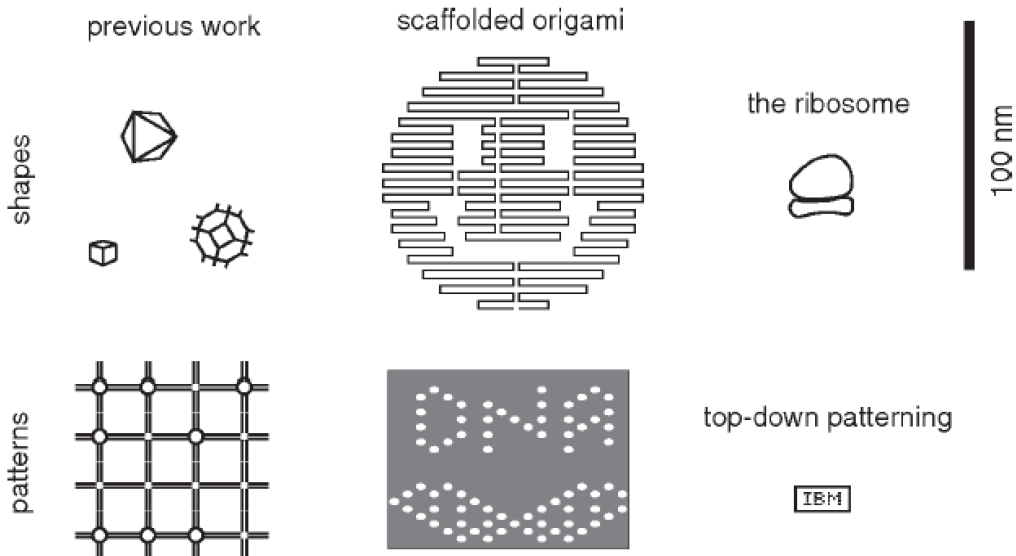 previous work
scaffolded origami
the ribosome
100 nm
shapes
patterns
DNA
top-down patterning
IBM